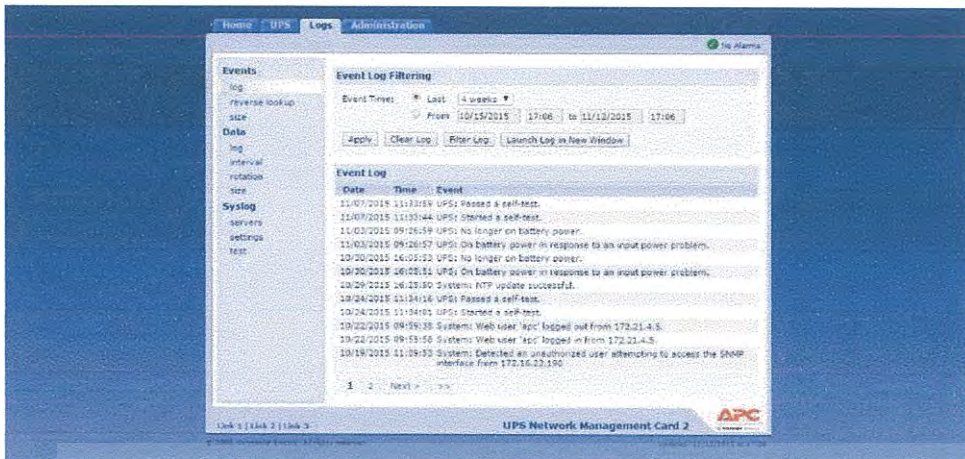 Home UPS Logs Administration
No Alarms
Events
log
reverse lookup
size
Data
log
interval
rotation
size
Syslog
servers
settings
test
Event Log Filtering
Event Time: Last 4 weeks
From 10/15/2015 17:06 to 11/12/2015 17:06
Apply Clear Log Filter Log Launch Log in New Window
Event Log
Date Time Event
11/07/2015 11:33:59 UPS: Passed a self-test.
11/07/2015 11:33:44 UPS: Started a self-test.
11/03/2015 09:26:59 UPS: No longer on battery power.
11/03/2015 09:26:57 UPS: On battery power in response to an input power problem.
10/30/2015 16:05:53 UPS: No longer on battery power.
10/30/2015 16:05:51 UPS: On battery power in response to an input power problem.
10/29/2015 16:25:50 System: NTP update successful.
10/24/2015 11:34:16 UPS: Passed a self-test.
10/24/2015 11:34:01 UPS: Started a self-test.
10/22/2015 09:59:38 System: Web user 'apc' logged out from 172.21.4.5.
10/22/2015 09:53:58 System: Web user 'apc' logged in from 172.21.4.5.
10/19/2015 11:09:53 System: Detected an unauthorized user attempting to access the SNMP
interface from 172.16.22.190
1 2 Next > >>
Link 1 | Link 2 | Link 3
UPS Network Management Card 2
APC